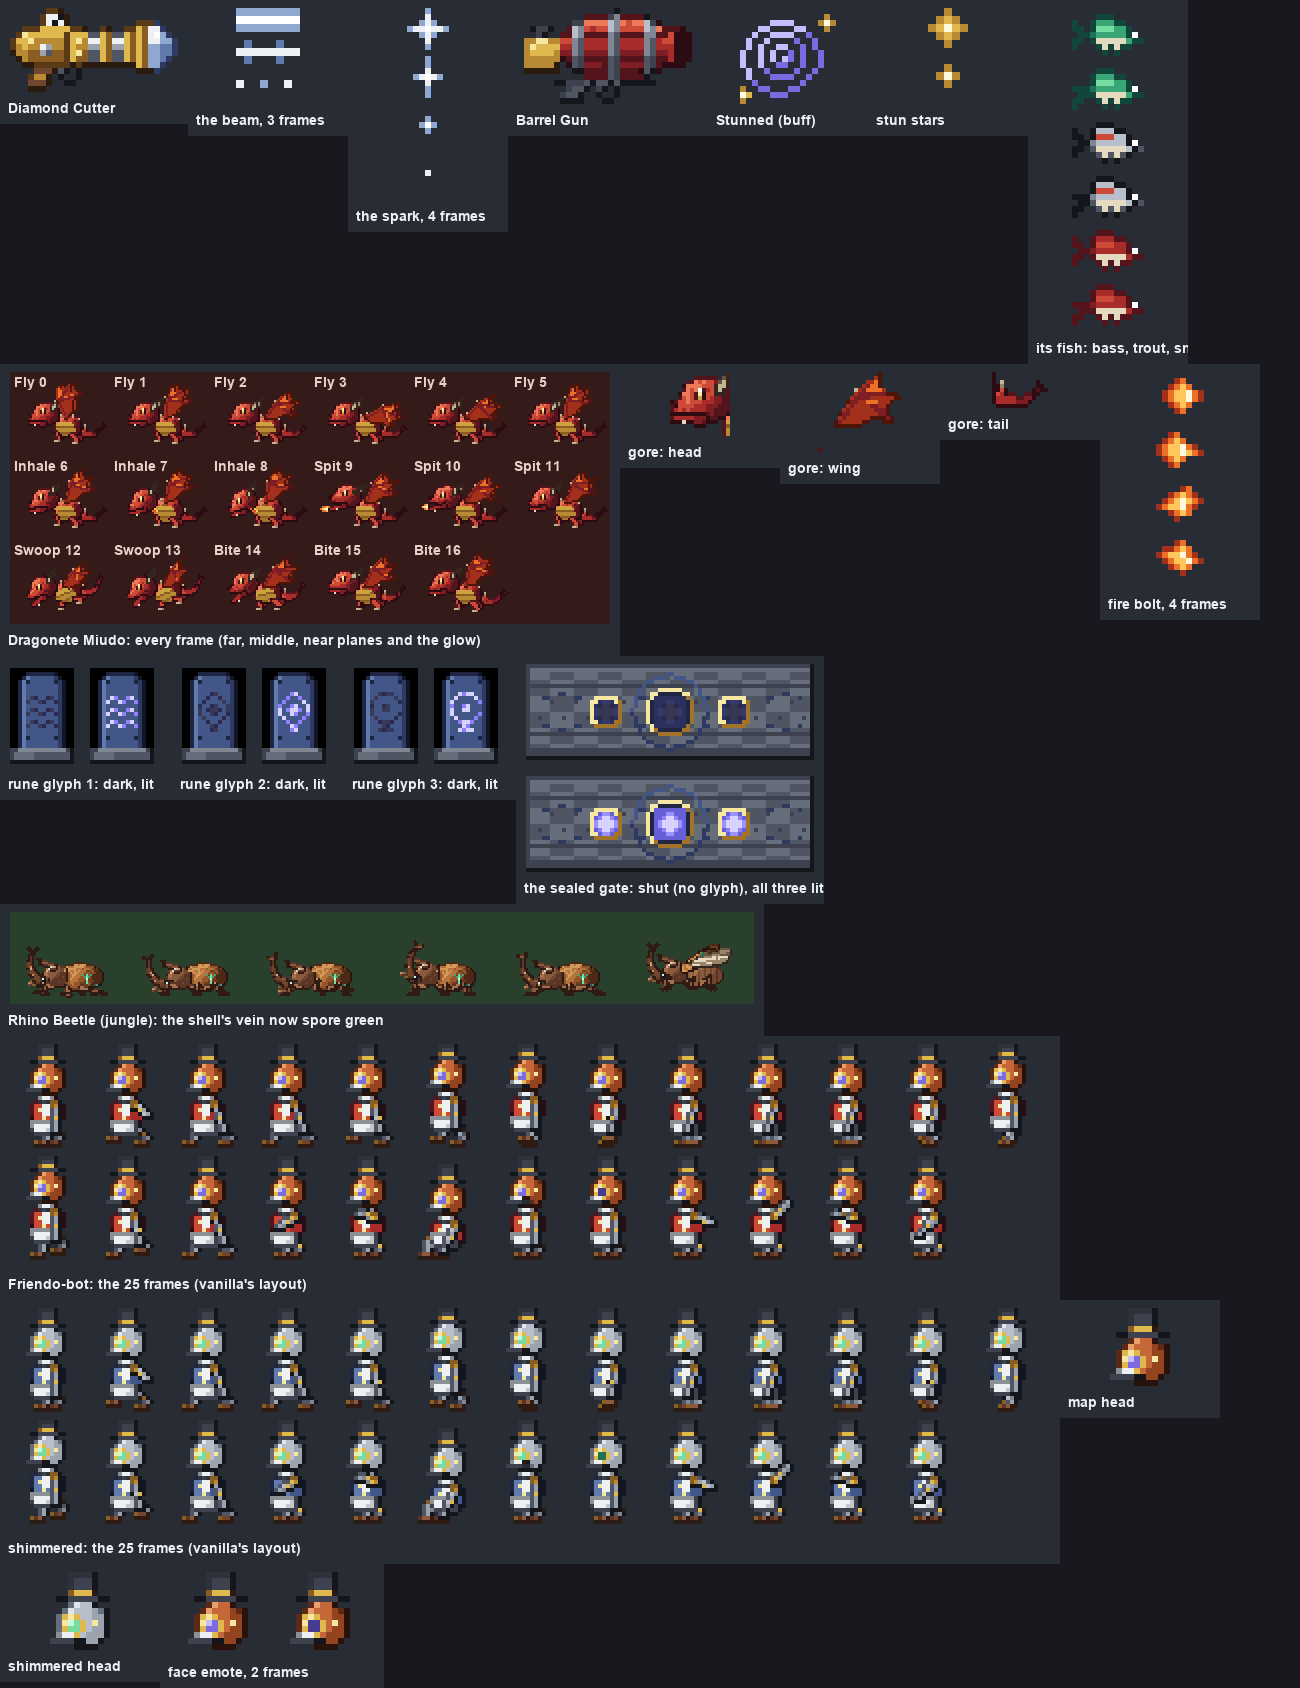 Diamond Cutter
the beam, 3 frames
the spark, 4 frames
Barrel Gun
Stunned (buff)
stun stars
its fish: bass, trout, sn
Fly 0 Fly 1 Fly 2 Fly 3 Fly 4 Fly 5
Inhale 6 Inhale 7 Inhale 8 Spit 9 Spit 10 Spit 11
Swoop 12 Swoop 13 Bite 14 Bite 15 Bite 16
Dragonete Miudo: every frame (far, middle, near planes and the glow)
gore: head
gore: wing
gore: tail
fire bolt, 4 frames
rune glyph 1: dark, lit
rune glyph 2: dark, lit
rune glyph 3: dark, lit
the sealed gate: shut (no glyph), all three lit
Rhino Beetle (jungle): the shell's vein now spore green
Friendo-bot: the 25 frames (vanilla's layout)
shimmered: the 25 frames (vanilla's layout)
map head
shimmered head
face emote, 2 frames